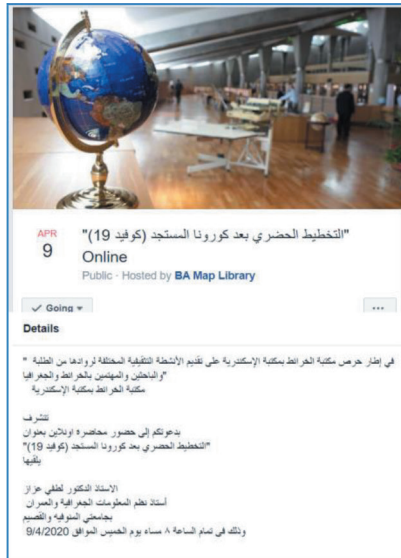 APR
9
"التخطيط الحضري بعد كورونا المستجد (كوفيد 19)"
Online
Public · Hosted by BA Map Library
✓ Going ▾
...
Details
في إطار حرص مكتبة الخرائط بمكتبة الإسكندرية على تقديم الأنشطة التثقيفية المختلفة لروادها من الطلبة "
"والباحثين والمهتمين بالخرائط والجغرافيا
مكتبة الخرائط بمكتبة الإسكندرية
تتشرف
بدعوتكم إلى حضور محاضره اونلاين بعنوان
"التخطيط الحضري بعد كورونا المستجد (كوفيد 19)"
يلقيها
الاستاذ الدكتور لطفي عزاز
أستاذ نظم المعلومات الجغرافية والعمران
بجامعتي المنوفية والقصيم
وذلك في تمام الساعة ٨ مساء يوم الخميس الموافق 9/4/2020